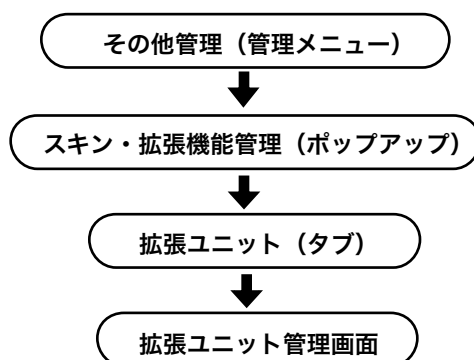 その他管理（管理メニュー）
スキン・拡張機能管理（ポップアップ）
拡張ユニット（タブ）
拡張ユニット管理画面